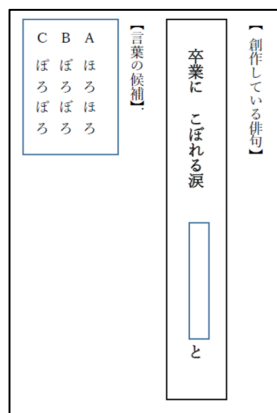 【創作している俳句】
卒業に　こぼれる涙　　　　　と
【言葉の候補】.
A　ほろほろ
B　ぼろぼろ
C　ぽろぽろ